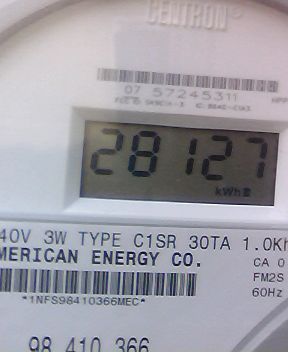 CENTRON®
07 57245311
28127
kWh
40V 3W TYPE C1SR 30TA 1.0Kh
MERICAN ENERGY CO.
CA 0
FM2S
60Hz
*1NFS98410366MEC*
98 410 366